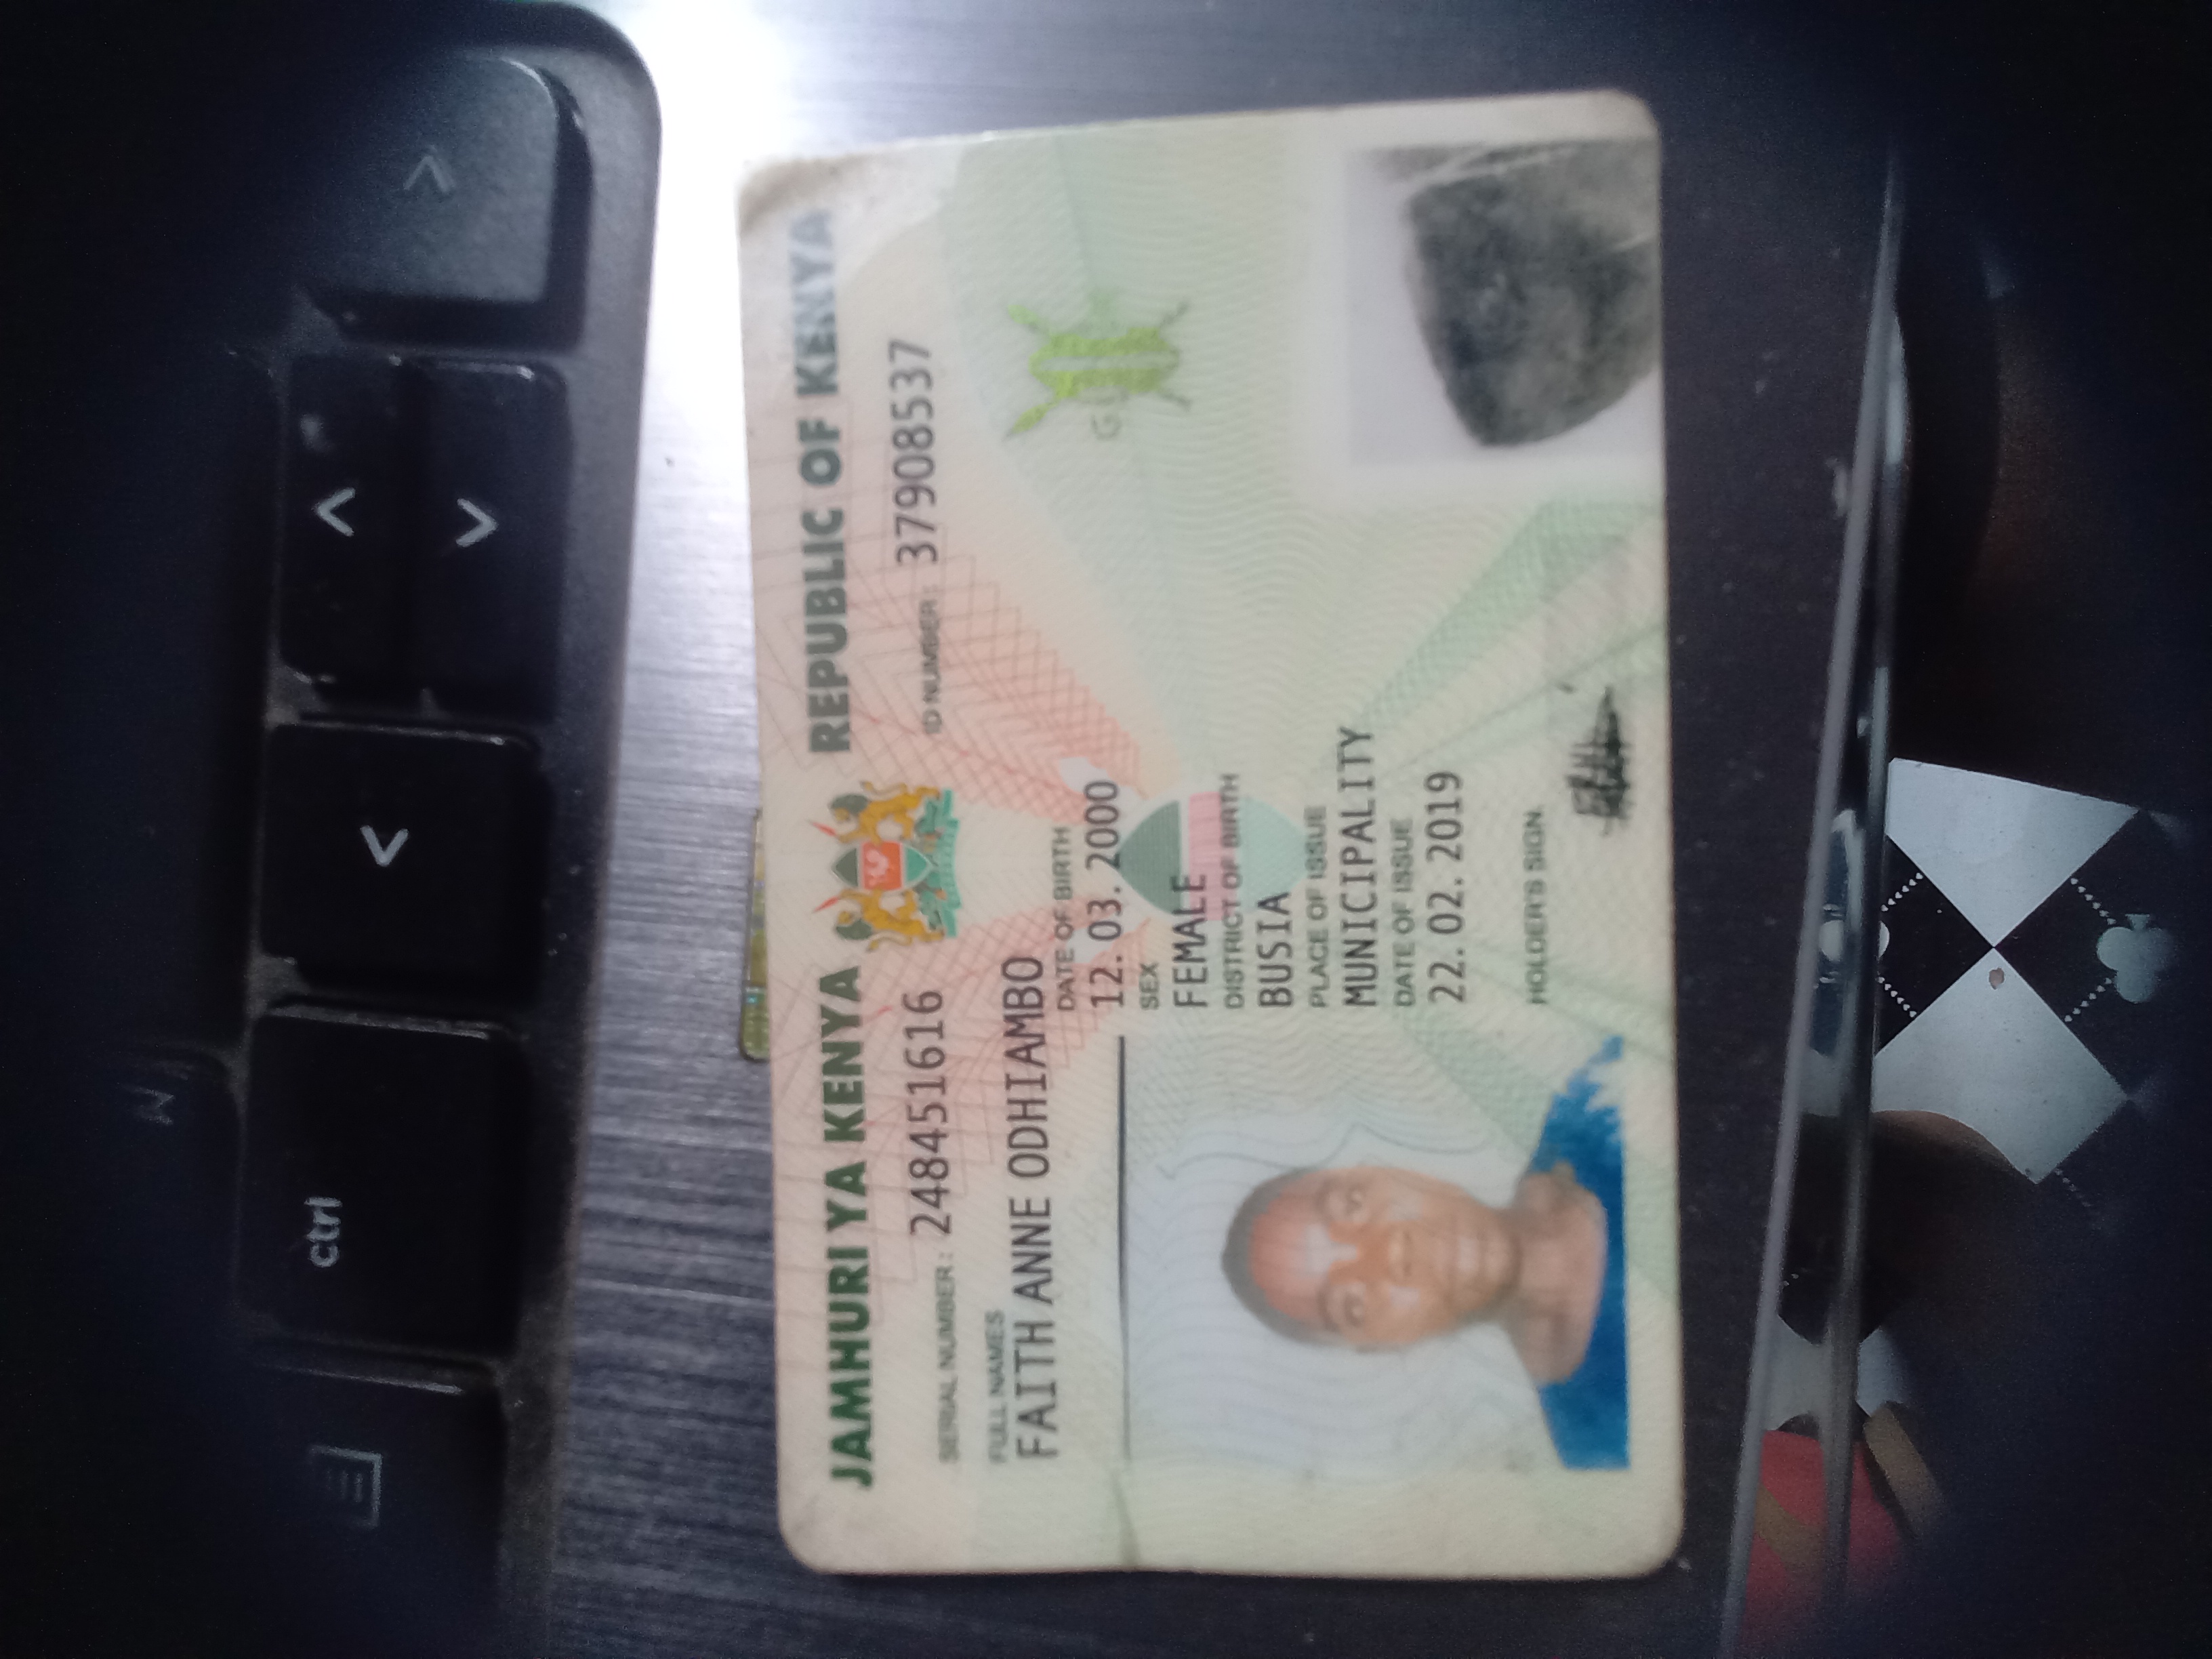 ctrl
<
^
v
>
JAMHURI YA KENYA REPUBLIC OF KENYA
SERIAL NUMBER : 248451616 ID NUMBER : 37908537
FULL NAMES
FAITH ANNE ODHIAMBO
DATE OF BIRTH
12. 03. 2000
SEX
FEMALE
DISTRICT OF BIRTH
BUSIA
PLACE OF ISSUE
MUNICIPALITY
DATE OF ISSUE
22. 02. 2019
HOLDER'S SIGN.